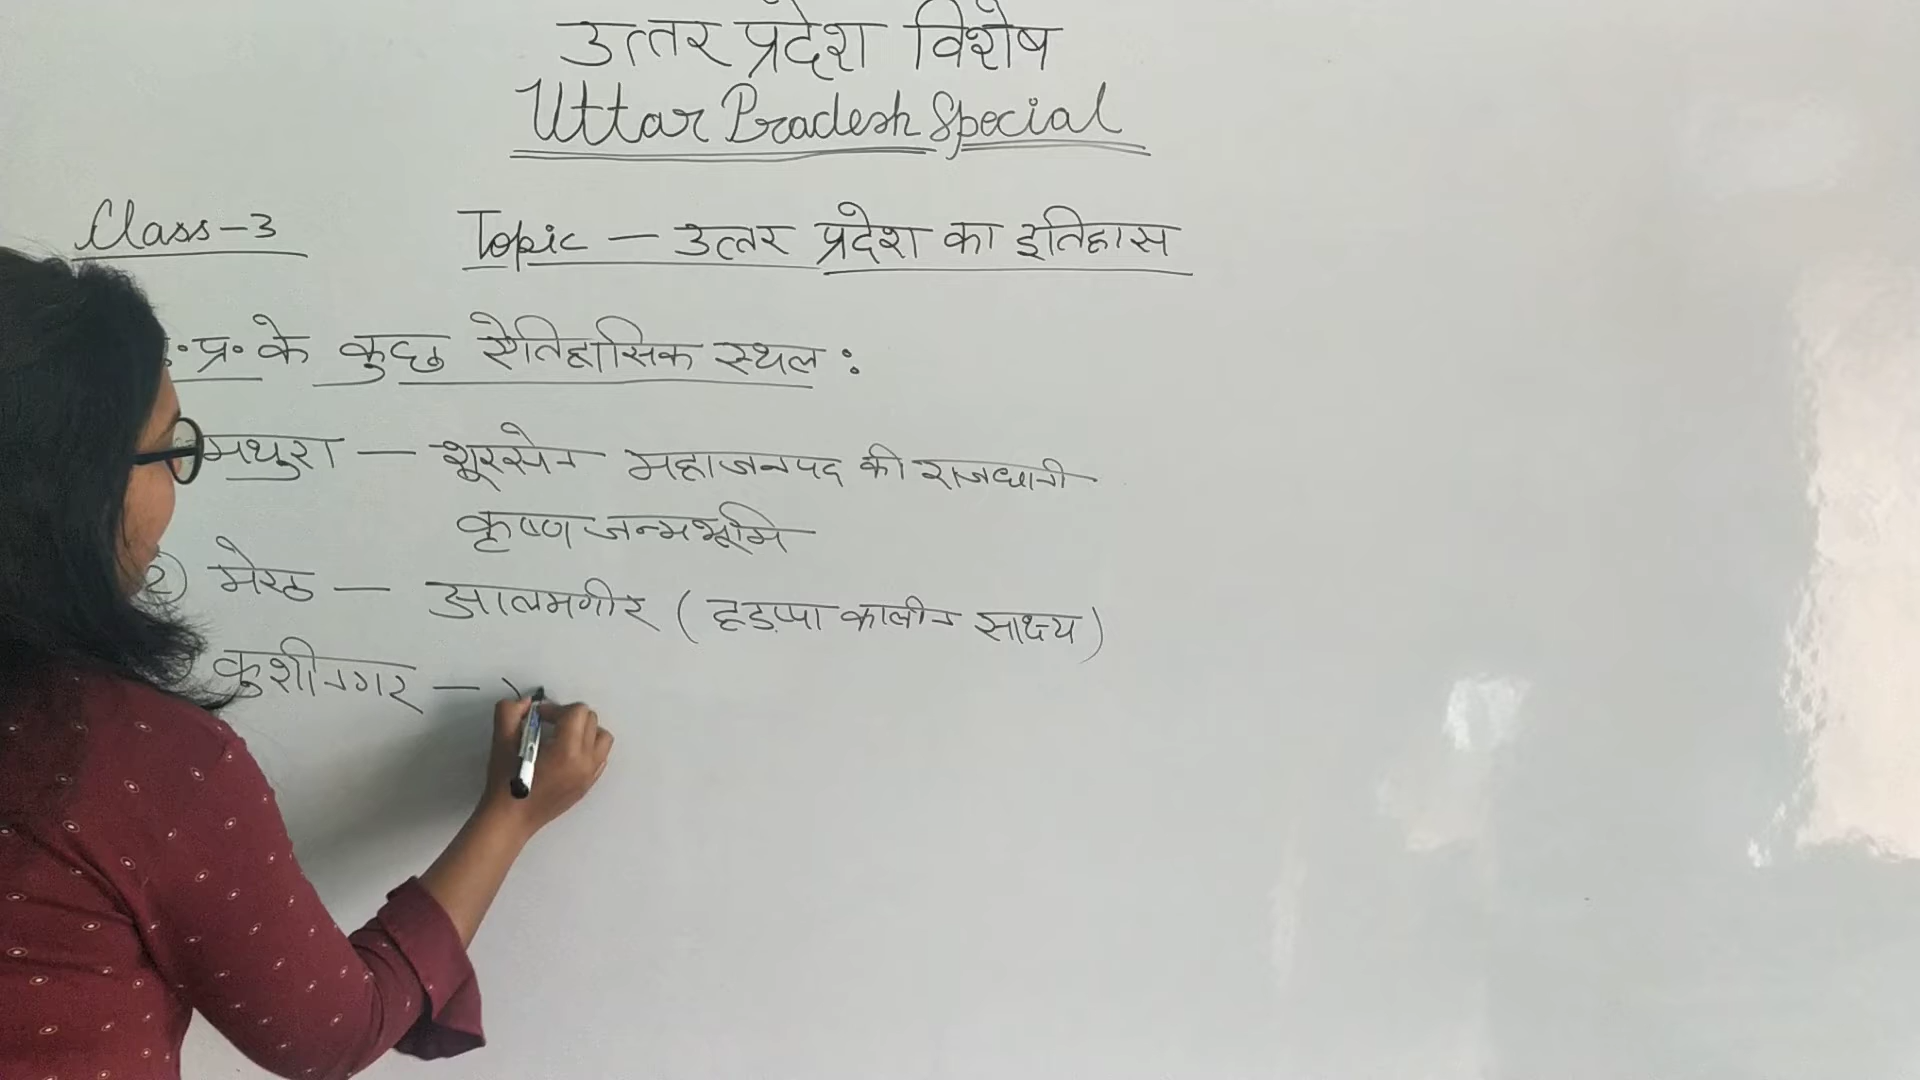 उत्तर प्रदेश विशेष
Uttar Pradesh Special
Class-3 Topic - उत्तर प्रदेश का इतिहास
प्र॰ के कुछ ऐतिहासिक स्थल :
मथुरा - शूरसेन महाजनपद की राजधानी
कृष्ण जन्मभूमि
2) मेरठ - आलमगीर ( हड़प्पा कालीन साक्ष्य )
कुशीनगर -